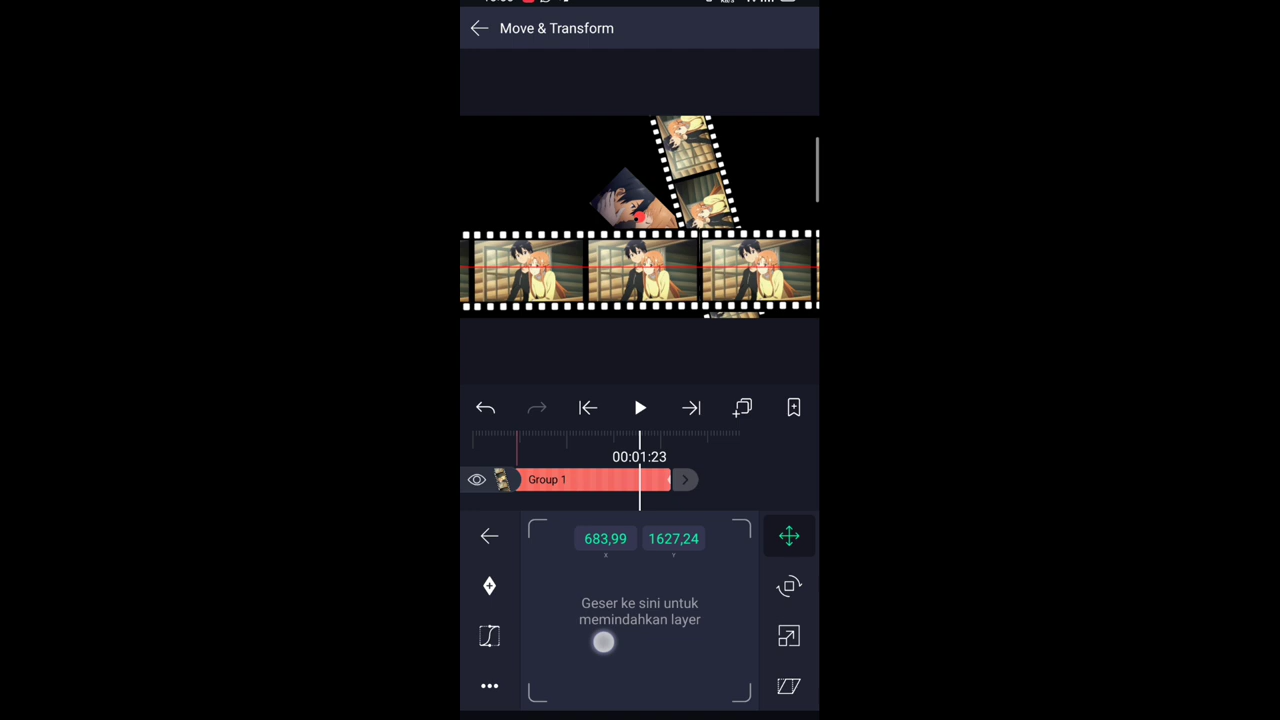 Move & Transform
00:01:23
Group 1
683,99 1627,24
X Y
Geser ke sini untuk
memindahkan layer